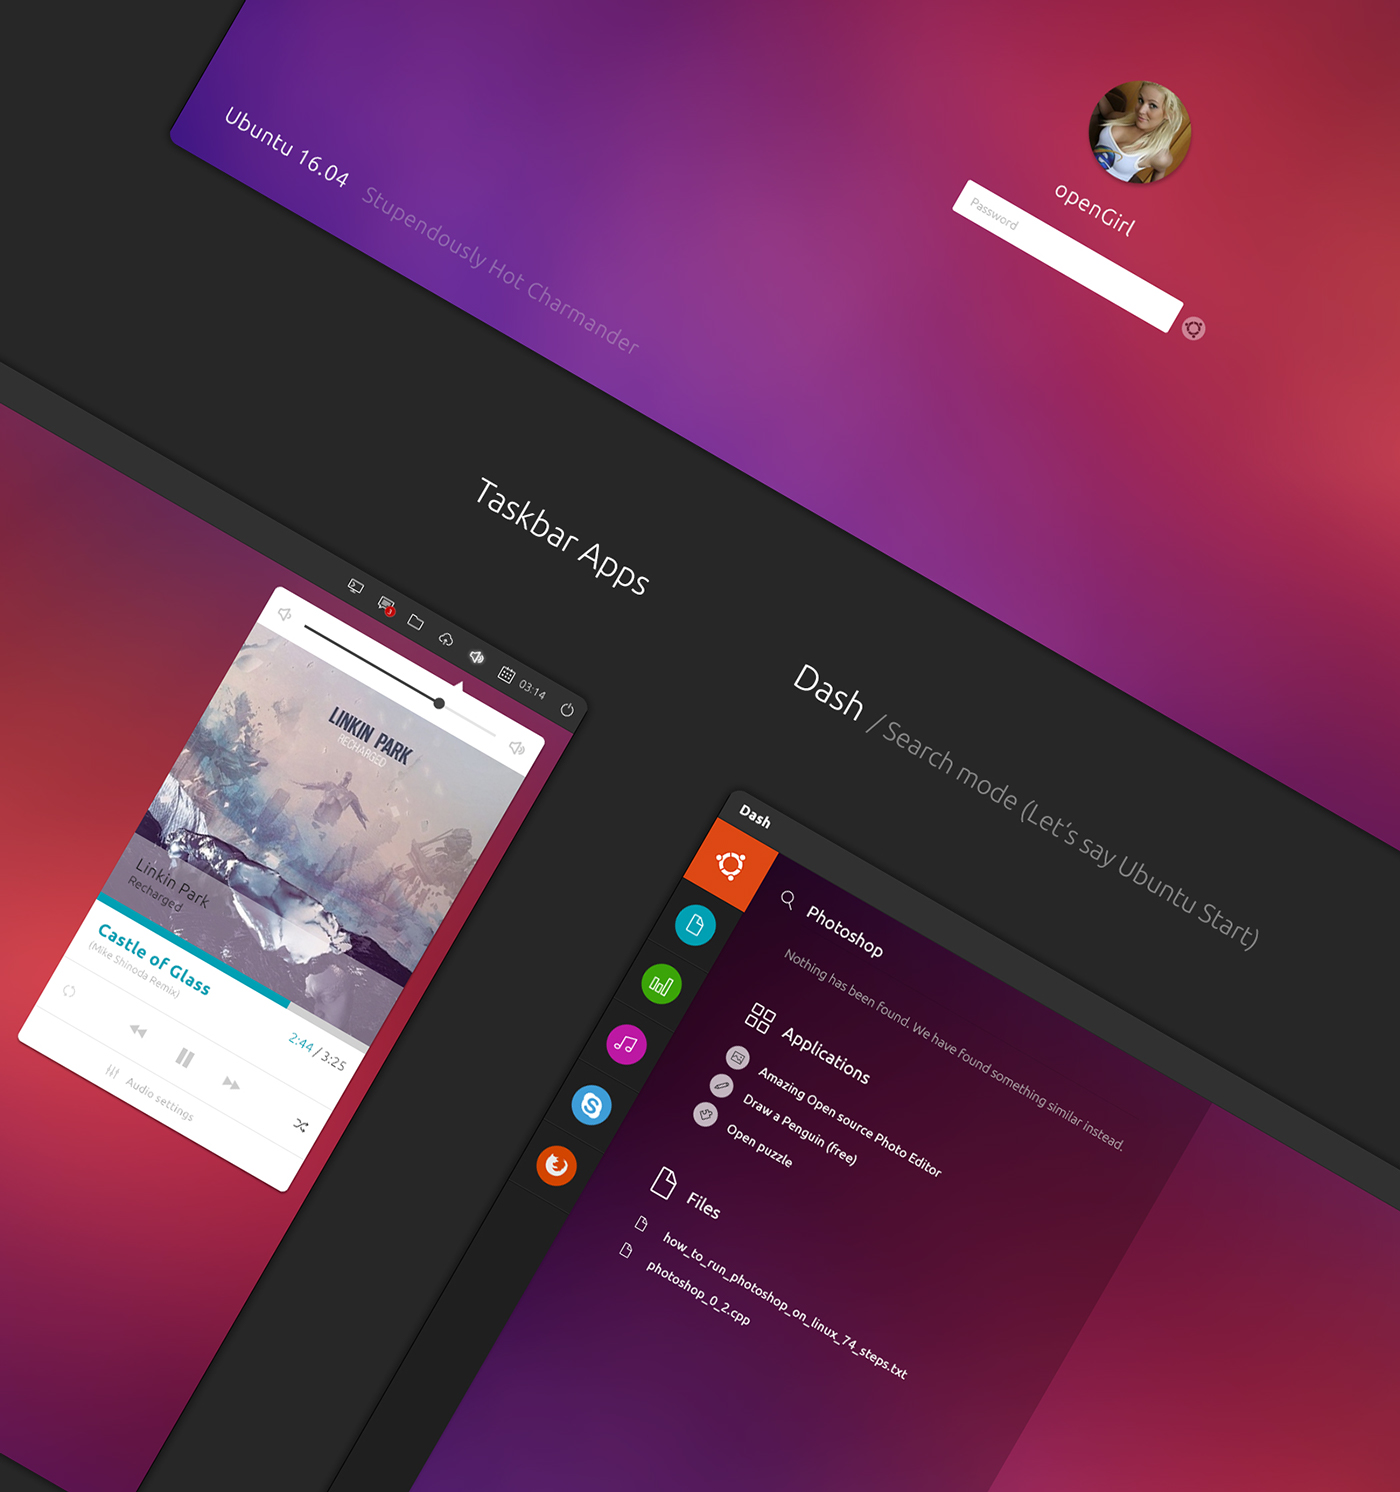 Ubuntu 16.04 Stupendously Hot Charmander
openGirl
Password
Taskbar Apps
3
03:14
LINKIN PARK
RECHARGED
Linkin Park
Recharged
Castle of Glass
(Mike Shinoda Remix)
2:44 / 3:25
Audio settings
Dash / Search mode (Let's say Ubuntu Start)
Dash
Photoshop
Nothing has been found. We have found something similar instead.
Applications
Amazing Open source Photo Editor
Draw a Penguin (free)
Open puzzle
Files
how_to_run_photoshop_on_linux_74_steps.txt
photoshop_0_2.cpp